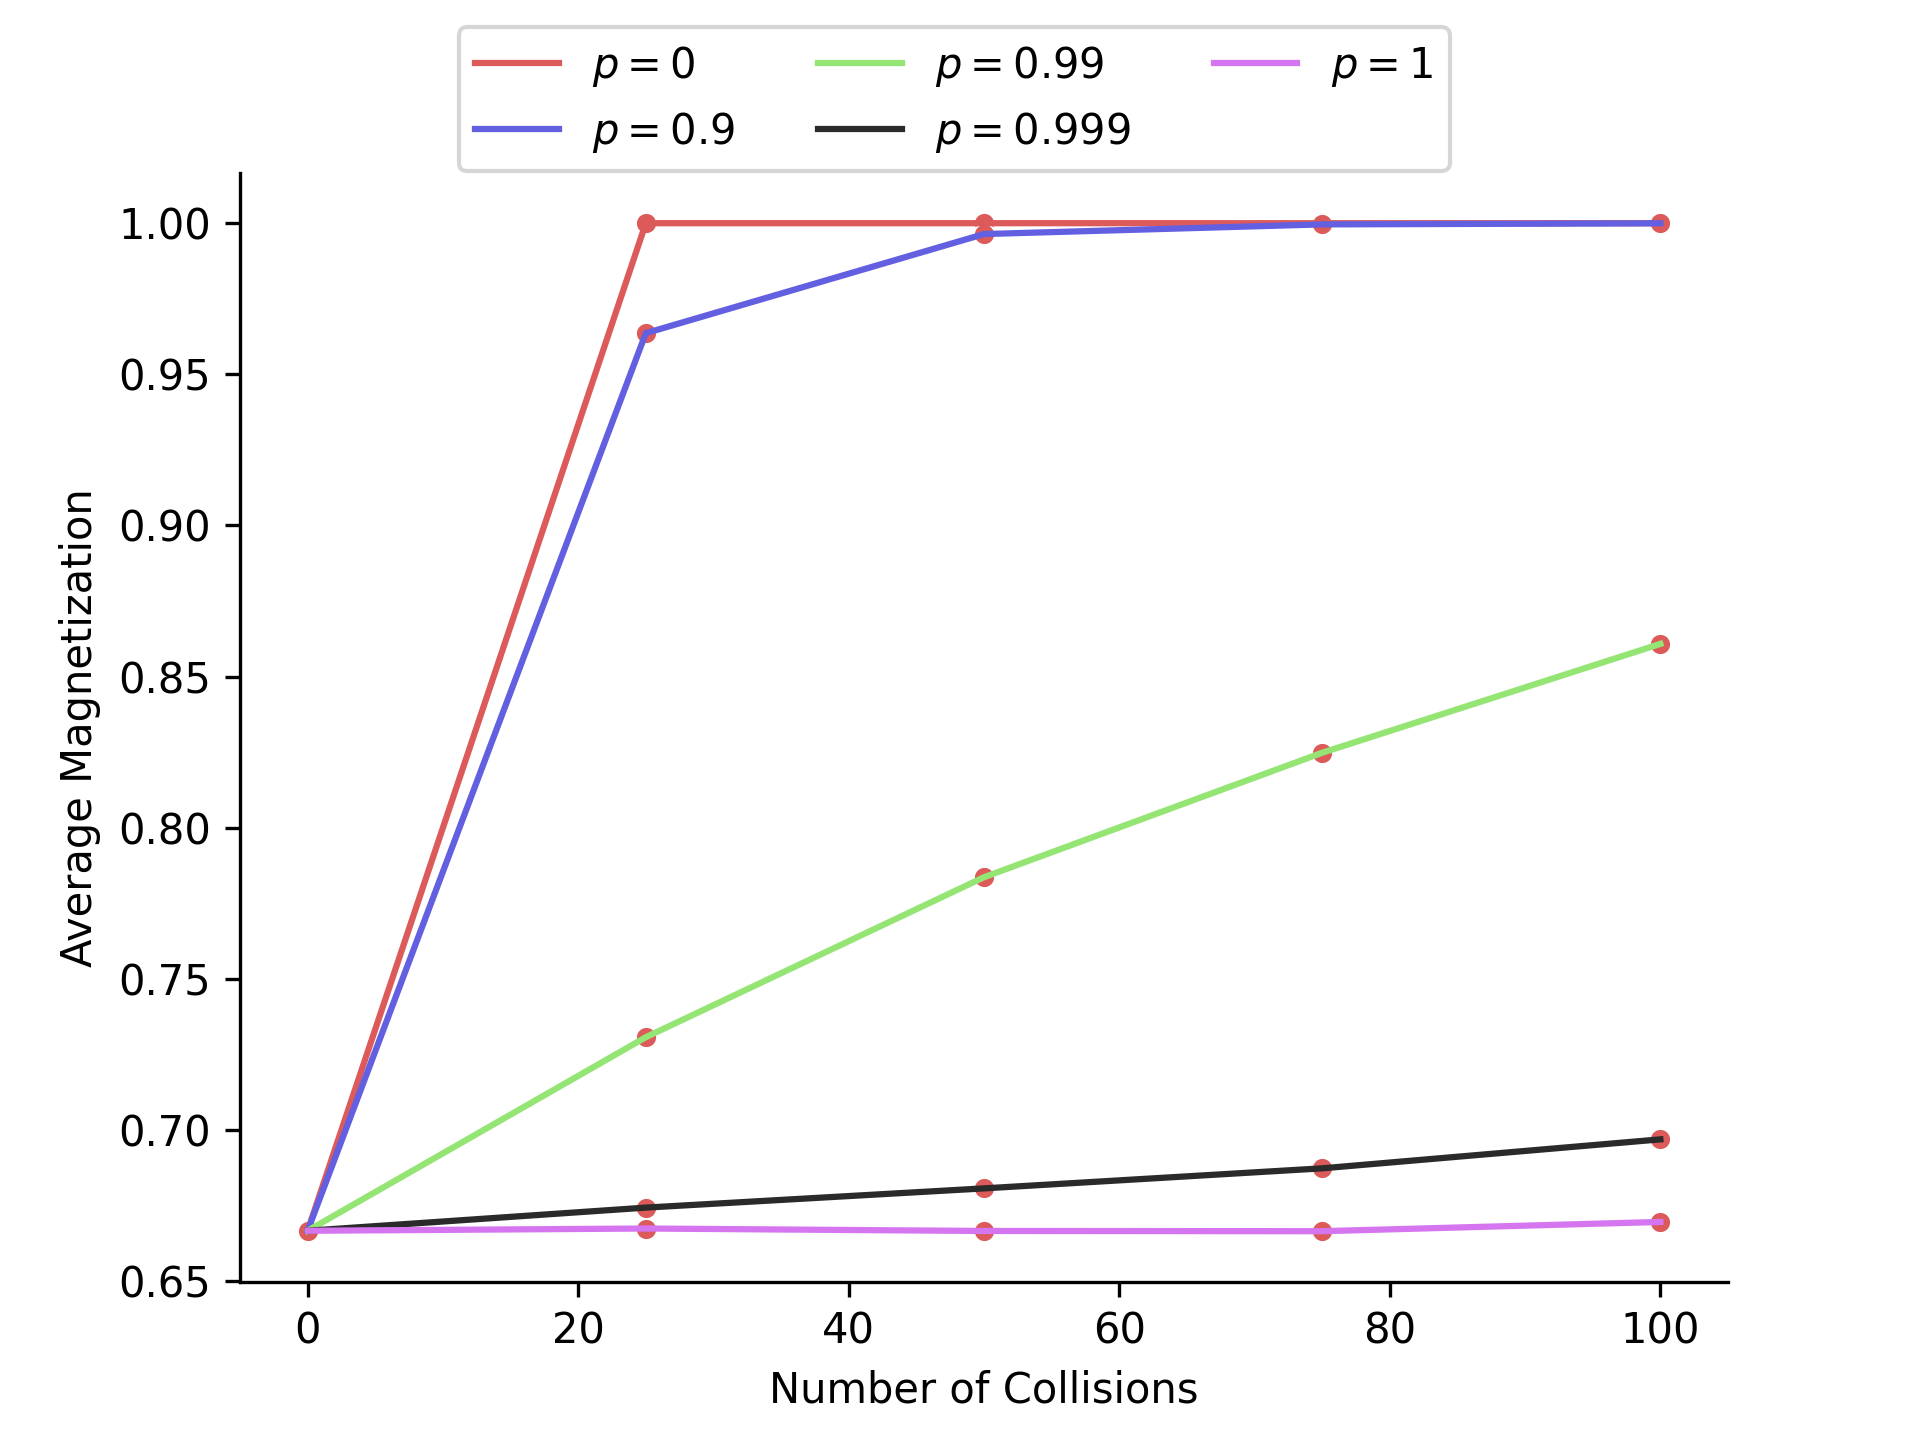 p = 0
p = 0.99
p = 1
p = 0.9
p = 0.999
1.00
0.95
0.90
0.85
0.80
0.75
0.70
0.65
Average Magnetization
0 20 40 60 80 100
Number of Collisions